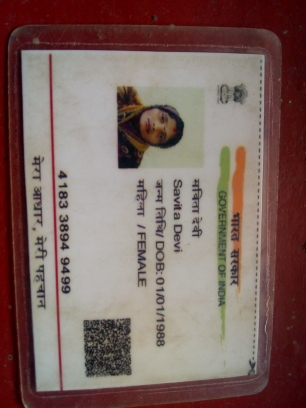 भारत सरकार
GOVERNMENT OF INDIA
सविता देवी
Savita Devi
जन्म तिथि/ DOB: 01/01/1988
महिला / FEMALE
4183 3894 9499
मेरा आधार, मेरी पहचान